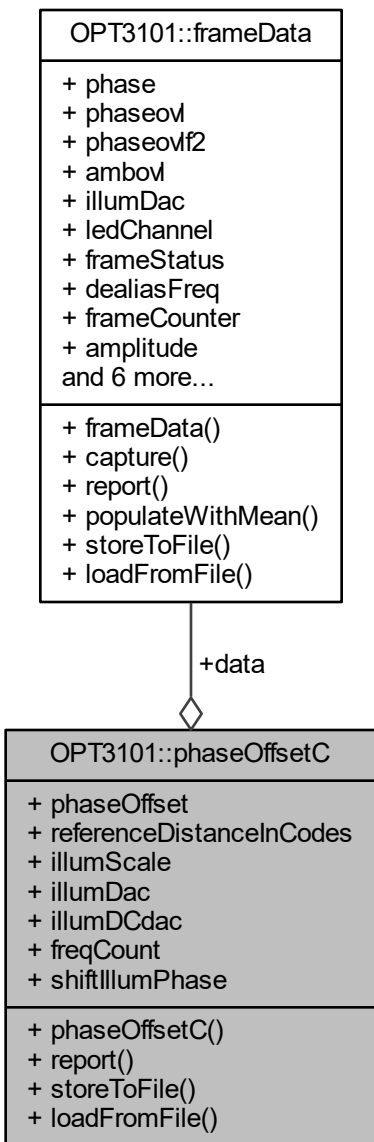 OPT3101::frameData
+ phase
+ phaseovl
+ phaseovlf2
+ ambovl
+ illumDac
+ ledChannel
+ frameStatus
+ dealiasFreq
+ frameCounter
+ amplitude
and 6 more...
+ frameData()
+ capture()
+ report()
+ populateWithMean()
+ storeToFile()
+ loadFromFile()
+data
OPT3101::phaseOffsetC
+ phaseOffset
+ referenceDistanceInCodes
+ illumScale
+ illumDac
+ illumDCdac
+ freqCount
+ shiftIllumPhase
+ phaseOffsetC()
+ report()
+ storeToFile()
+ loadFromFile()